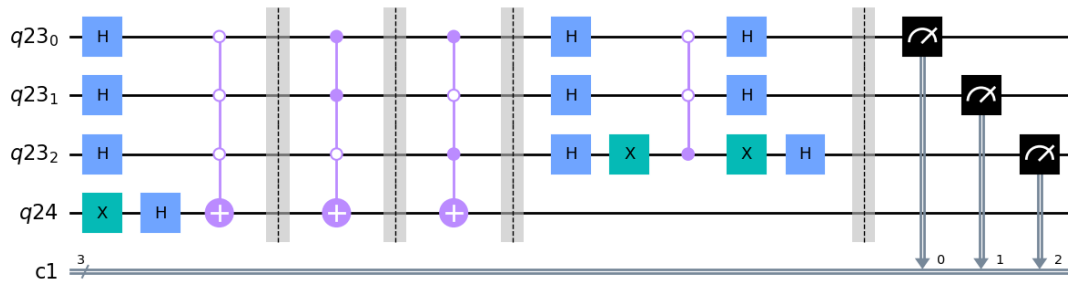 q23₀ H H H
q23₁ H H H
q23₂ H H X X H
q24 X H
c1 3 0 1 2